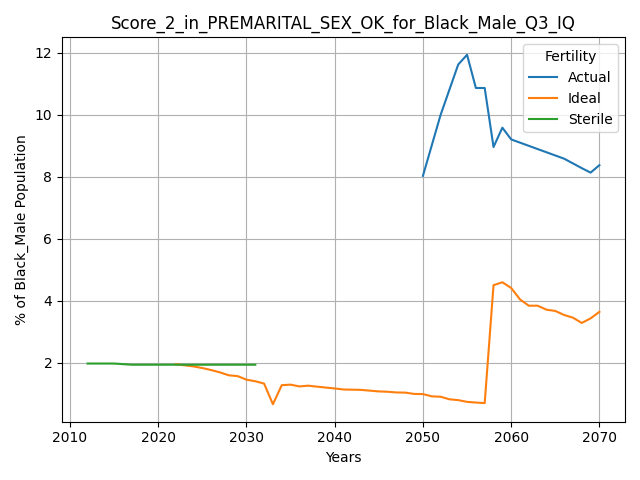 Score_2_in_PREMARITAL_SEX_OK_for_Black_Male_Q3_IQ
Fertility
Actual
Ideal
Sterile
% of Black_Male Population
12
10
8
6
4
2
2010 2020 2030 2040 2050 2060 2070
Years